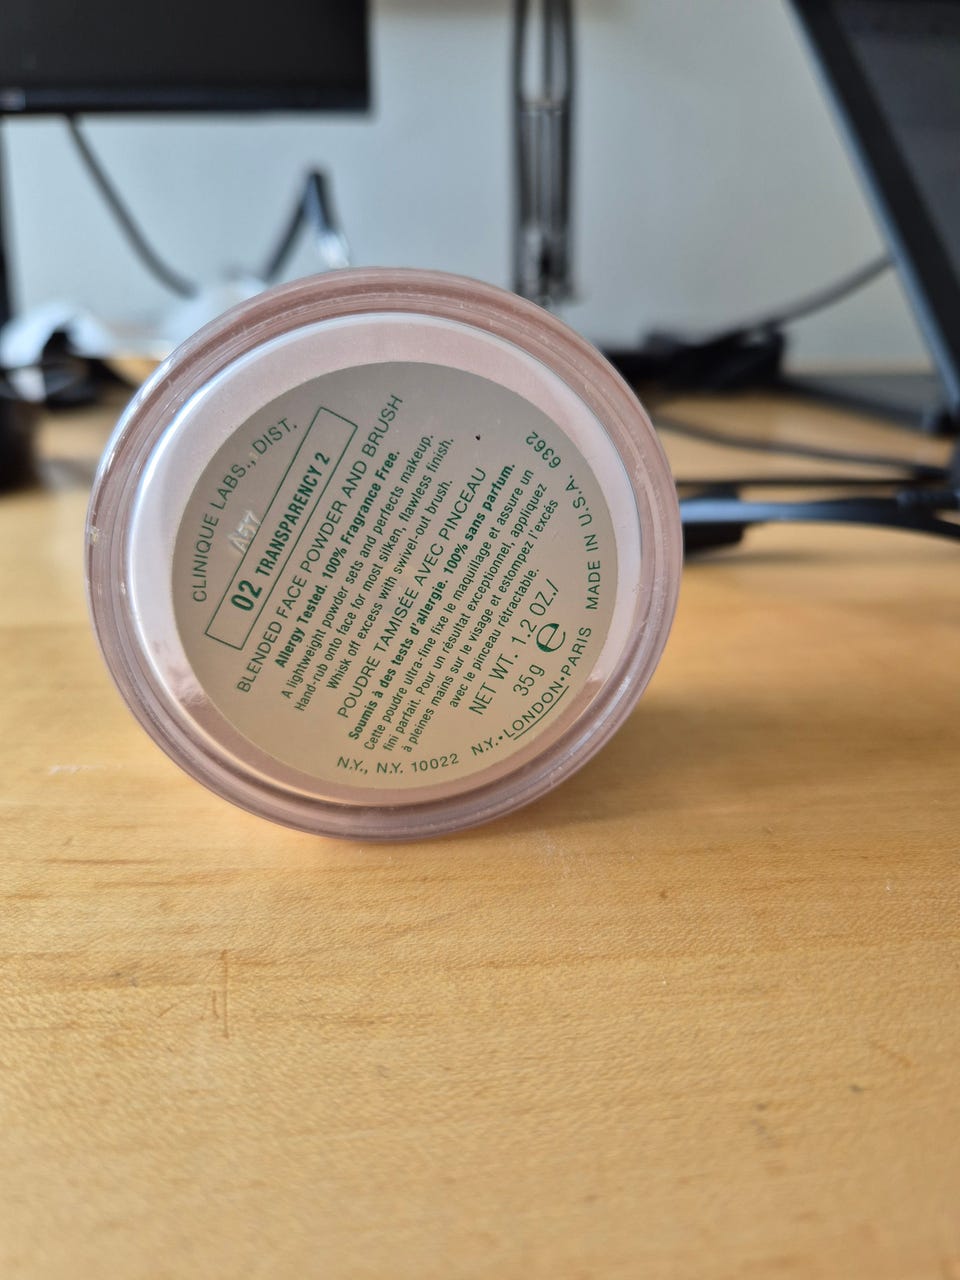 CLINIQUE LABS., DIST.
A57
02 TRANSPARENCY 2
BLENDED FACE POWDER AND BRUSH
Allergy Tested. 100% Fragrance Free.
A lightweight powder sets and perfects makeup.
Hand-rub onto face for most silken, flawless finish.
Whisk off excess with swivel-out brush.
POUDRE TAMISÉE AVEC PINCEAU
Soumis à des tests d'allergie. 100% sans parfum.
Cette poudre ultra-fine fixe le maquillage et assure un
fini parfait. Pour un résultat exceptionnel, appliquez
à pleines mains sur le visage et estompez l'excés
avec le pinceau rétractable.
NET WT. 1.2 OZ./
35g e
N.Y., N.Y. 10022
N.Y.•LONDON•PARIS
MADE IN U.S.A. 6362